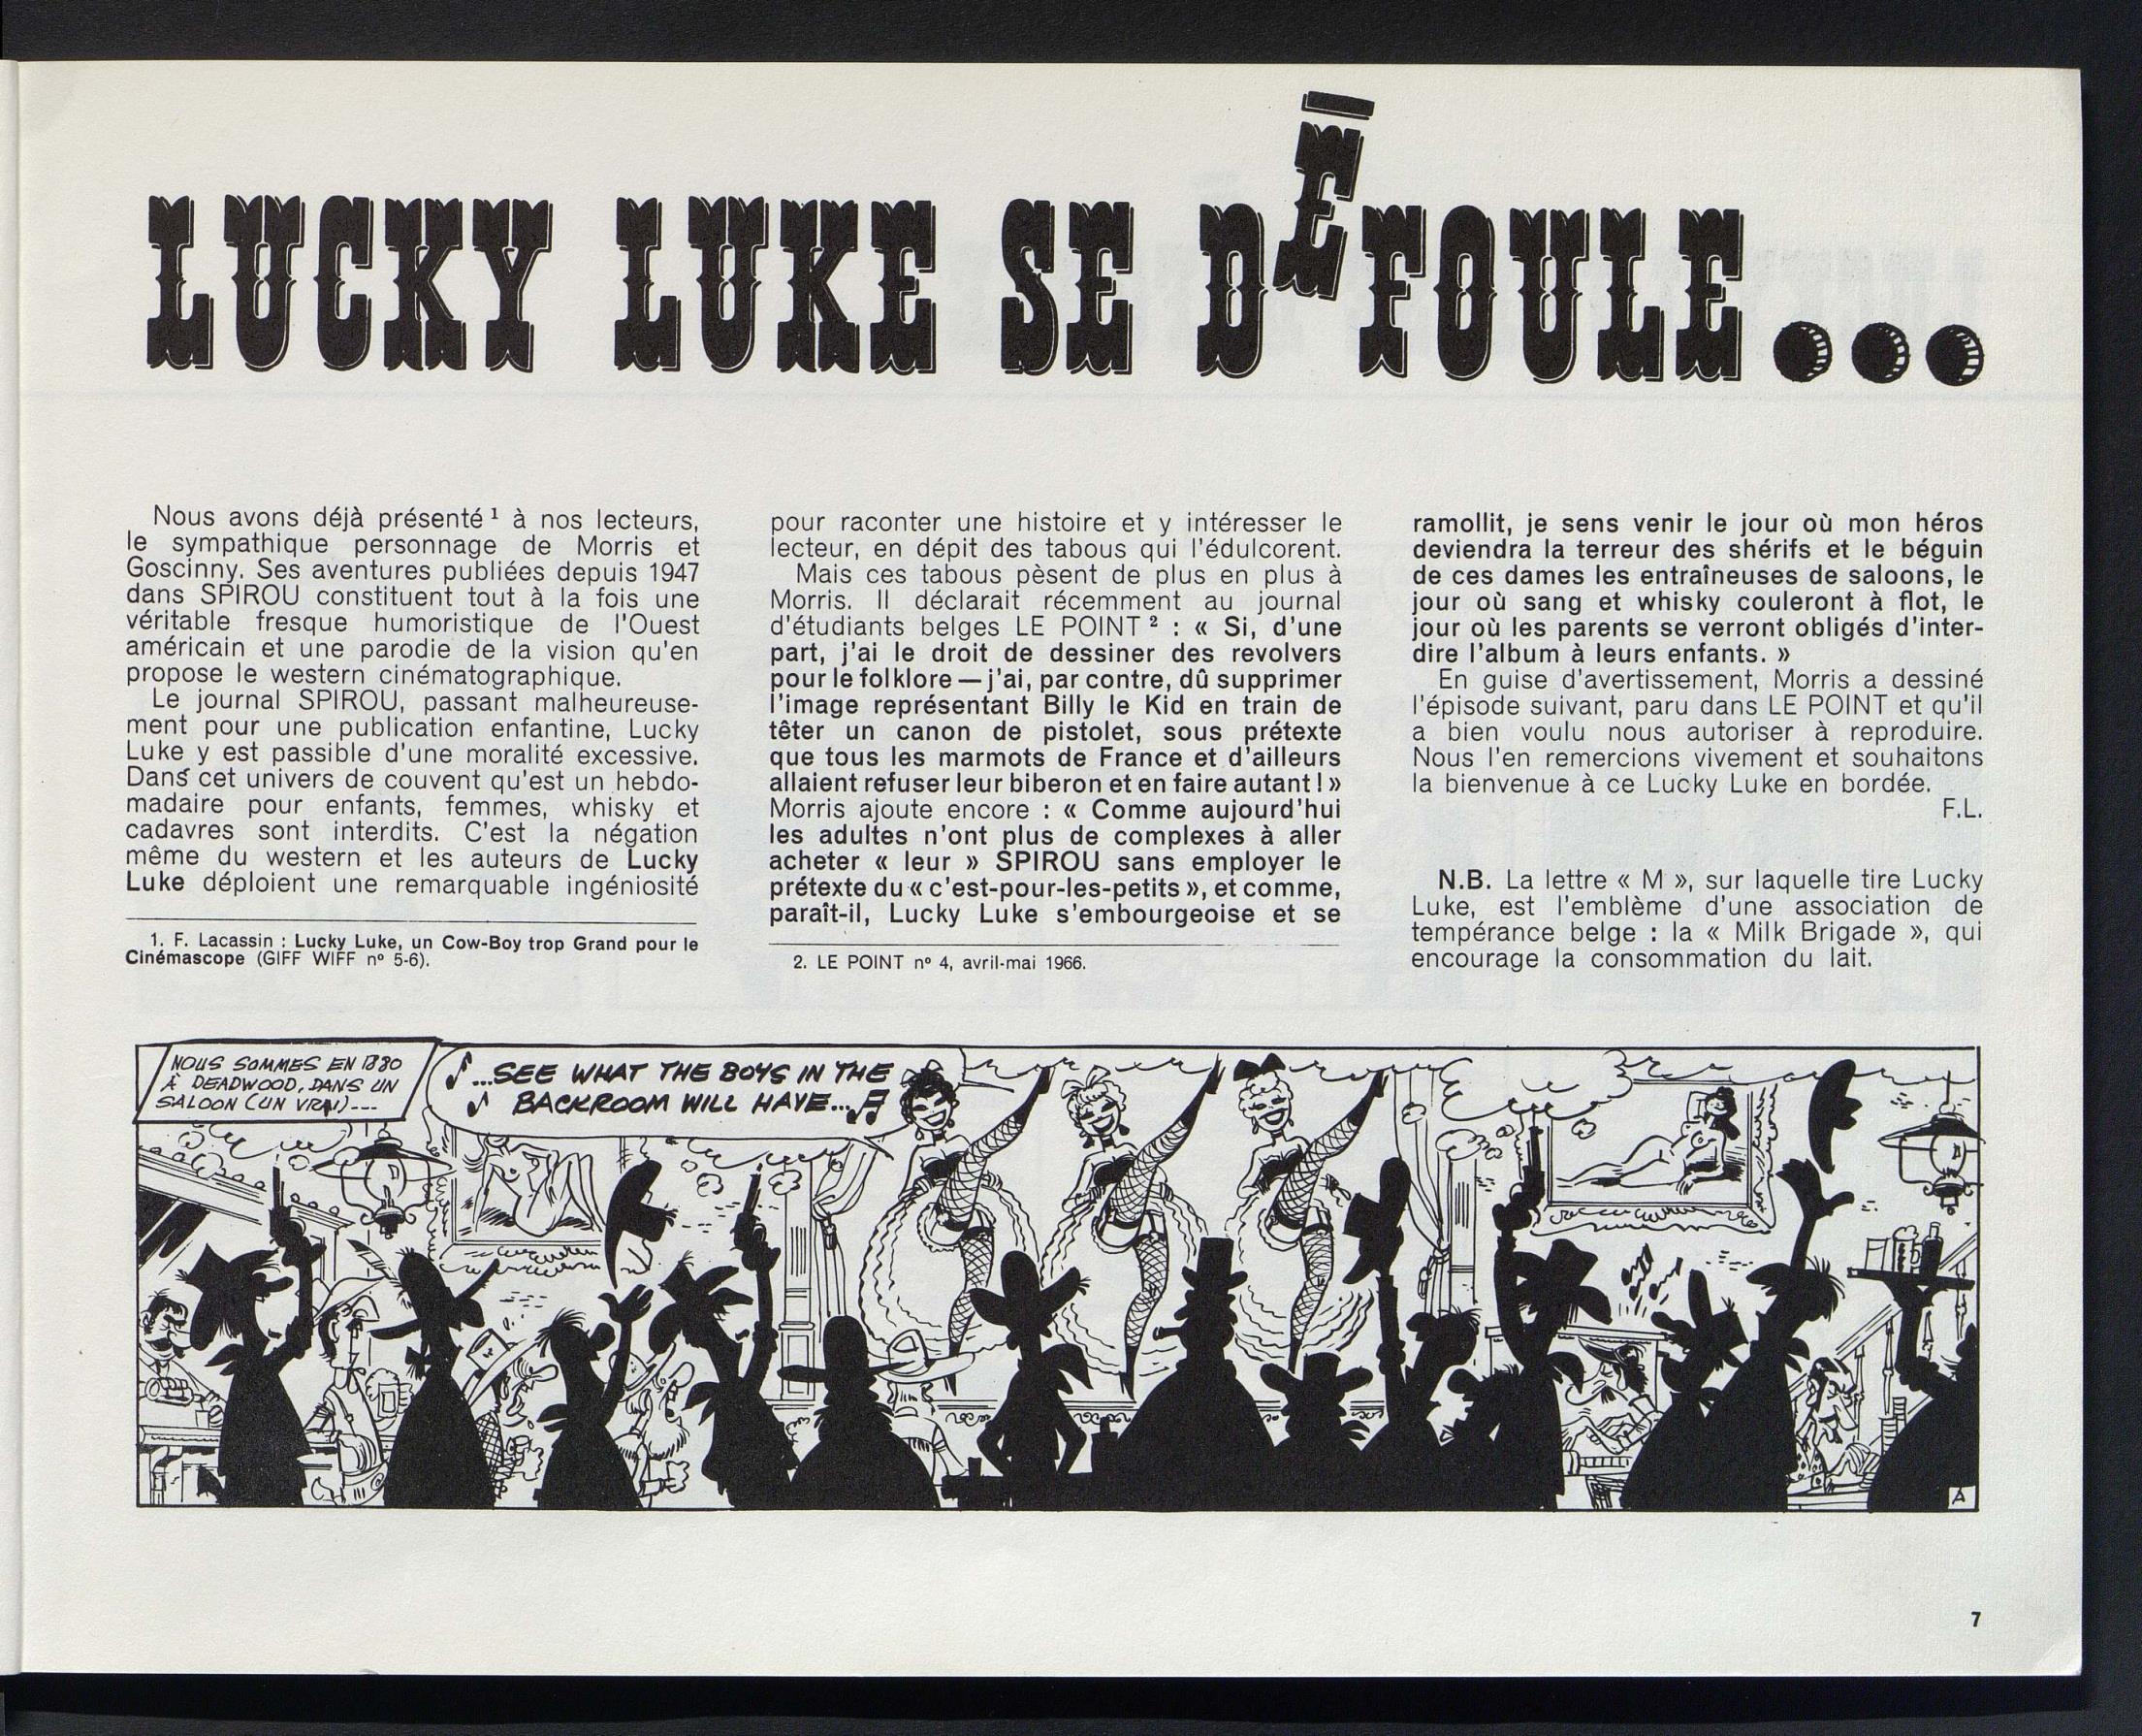 LUCKY LUKE SE DÉFOULE...
Nous avons déjà présenté ¹ à nos lecteurs,
le sympathique personnage de Morris et
Goscinny. Ses aventures publiées depuis 1947
dans SPIROU constituent tout à la fois une
véritable fresque humoristique de l'Ouest
américain et une parodie de la vision qu'en
propose le western cinématographique.
Le journal SPIROU, passant malheureuse-
ment pour une publication enfantine, Lucky
Luke y est passible d'une moralité excessive.
Dans cet univers de couvent qu'est un hebdo-
madaire pour enfants, femmes, whisky et
cadavres sont interdits. C'est la négation
même du western et les auteurs de Lucky
Luke déploient une remarquable ingéniosité
1. F. Lacassin : Lucky Luke, un Cow-Boy trop Grand pour le
Cinémascope (GIFF WIFF nº 5-6).
pour raconter une histoire et y intéresser le
lecteur, en dépit des tabous qui l'édulcorent.
Mais ces tabous pèsent de plus en plus à
Morris. Il déclarait récemment au journal
d'étudiants belges LE POINT ² : « Si, d'une
part, j'ai le droit de dessiner des revolvers
pour le folklore — j'ai, par contre, dû supprimer
l'image représentant Billy le Kid en train de
têter un canon de pistolet, sous prétexte
que tous les marmots de France et d'ailleurs
allaient refuser leur biberon et en faire autant ! »
Morris ajoute encore : « Comme aujourd'hui
les adultes n'ont plus de complexes à aller
acheter « leur » SPIROU sans employer le
prétexte du « c'est-pour-les-petits », et comme,
paraît-il, Lucky Luke s'embourgeoise et se
2. LE POINT nº 4, avril-mai 1966.
ramollit, je sens venir le jour où mon héros
deviendra la terreur des shérifs et le béguin
de ces dames les entraîneuses de saloons, le
jour où sang et whisky couleront à flot, le
jour où les parents se verront obligés d'inter-
dire l'album à leurs enfants. »
En guise d'avertissement, Morris a dessiné
l'épisode suivant, paru dans LE POINT et qu'il
a bien voulu nous autoriser à reproduire.
Nous l'en remercions vivement et souhaitons
la bienvenue à ce Lucky Luke en bordée.
F.L.
N.B. La lettre « M », sur laquelle tire Lucky
Luke, est l'emblème d'une association de
tempérance belge : la « Milk Brigade », qui
encourage la consommation du lait.
NOUS SOMMES EN 1880
À DEADWOOD, DANS UN
SALOON (UN VRAI)---
...SEE WHAT THE BOYS IN THE
BACKROOM WILL HAVE...
A
7